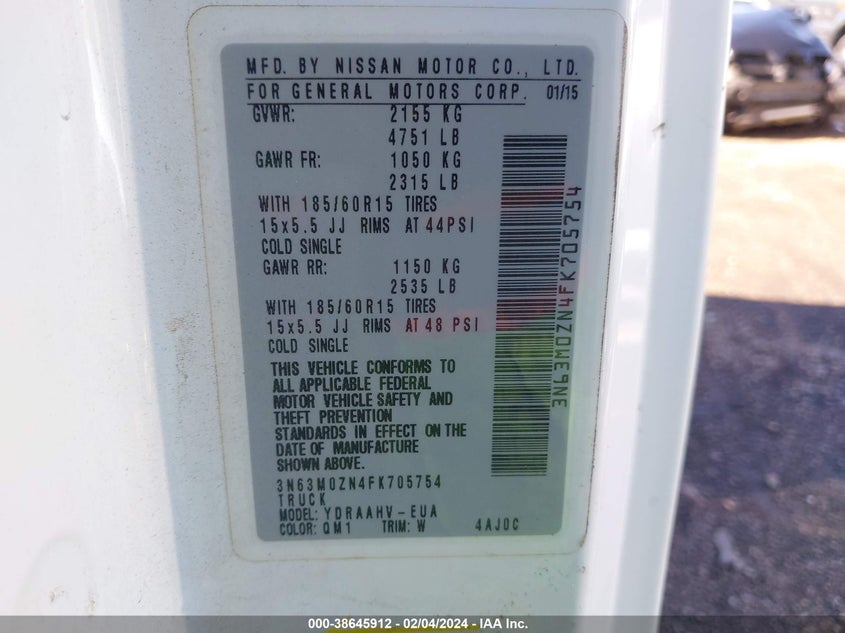 MFD. BY NISSAN MOTOR CO., LTD.
FOR GENERAL MOTORS CORP. 01/15
GVWR: 2155 KG
4751 LB
GAWR FR: 1050 KG
2315 LB
WITH 185/60R15 TIRES
15x5.5 JJ RIMS AT 44PSI
COLD SINGLE
GAWR RR: 1150 KG
2535 LB
WITH 185/60R15 TIRES
15x5.5 JJ RIMS AT 48 PSI
COLD SINGLE
THIS VEHICLE CONFORMS TO
ALL APPLICABLE FEDERAL
MOTOR VEHICLE SAFETY AND
THEFT PREVENTION
STANDARDS IN EFFECT ON THE
DATE OF MANUFACTURE
SHOWN ABOVE.
3N63M0ZN4FK705754
TRUCK
MODEL: YDRAAHV-EUA
COLOR: QM1 TRIM: W 4AJ0C
3N63M0ZN4FK705754
000-38645912 - 02/04/2024 - IAA Inc.